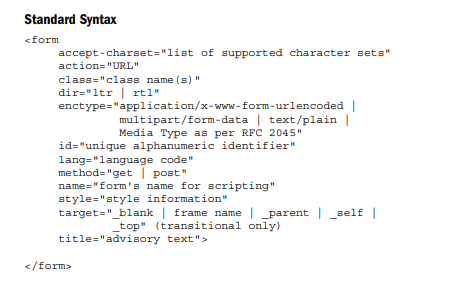 Standard Syntax
<form
accept-charset="list of supported character sets"
action="URL"
class="class name(s)"
dir="ltr | rtl"
enctype="application/x-www-form-urlencoded |
multipart/form-data | text/plain |
Media Type as per RFC 2045"
id="unique alphanumeric identifier"
lang="language code"
method="get | post"
name="form's name for scripting"
style="style information"
target="_blank | frame name | _parent | _self |
_top" (transitional only)
title="advisory text">
</form>